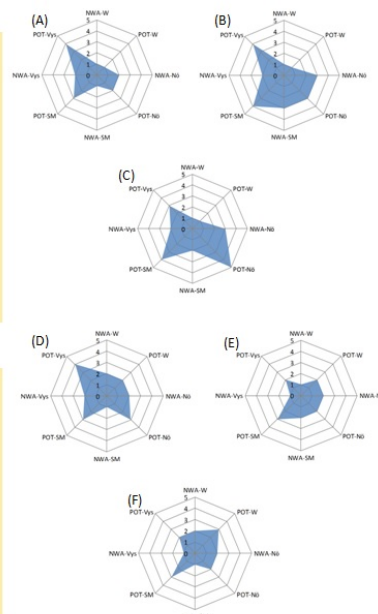 (A)
NWA-W
POT-W
NWA-Nö
POT-Nö
NWA-SM
POT-SM
NWA-Vys
POT-Vys
5
4
3
2
1
0
(B)
NWA-W
POT-W
NWA-Nö
POT-Nö
NWA-SM
POT-SM
NWA-Vys
POT-Vys
5
4
3
2
1
0
(C)
NWA-W
POT-W
NWA-Nö
POT-Nö
NWA-SM
POT-SM
NWA-Vys
POT-Vys
5
4
3
2
1
0
(D)
NWA-W
POT-W
NWA-Nö
POT-Nö
NWA-SM
POT-SM
NWA-Vys
POT-Vys
5
4
3
2
1
0
(E)
NWA-W
POT-W
POT-Nö
NWA-SM
POT-SM
NWA-Vys
POT-Vys
5
4
3
2
1
0
(F)
NWA-W
POT-W
NWA-Nö
POT-Nö
POT-SM
NWA-Vys
POT-Vys
5
4
3
2
1
0